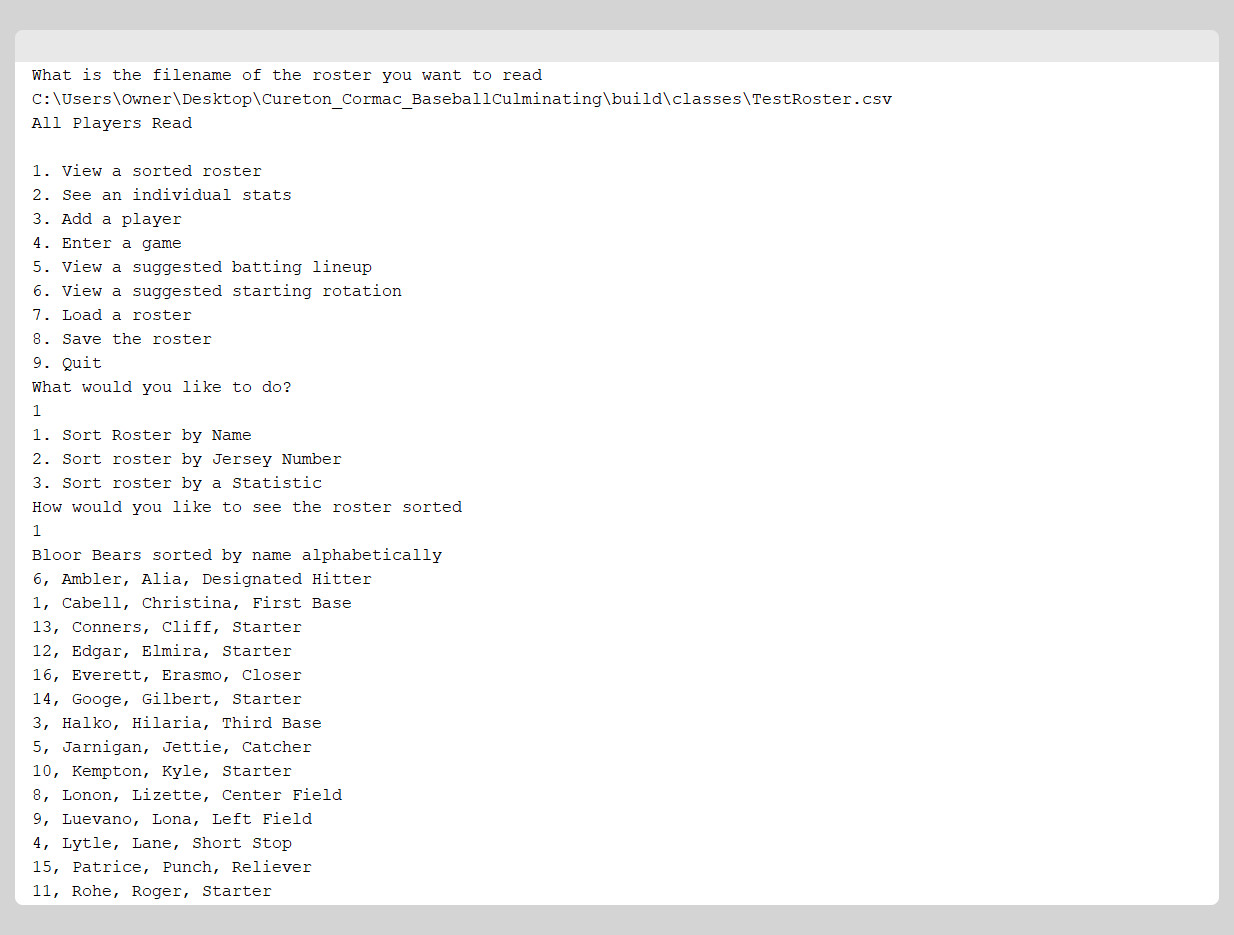 What is the filename of the roster you want to read
C:\Users\Owner\Desktop\Cureton_Cormac_BaseballCulminating\build\classes\TestRoster.csv
All Players Read
1. View a sorted roster
2. See an individual stats
3. Add a player
4. Enter a game
5. View a suggested batting lineup
6. View a suggested starting rotation
7. Load a roster
8. Save the roster
9. Quit
What would you like to do?
1
1. Sort Roster by Name
2. Sort roster by Jersey Number
3. Sort roster by a Statistic
How would you like to see the roster sorted
1
Bloor Bears sorted by name alphabetically
6, Ambler, Alia, Designated Hitter
1, Cabell, Christina, First Base
13, Conners, Cliff, Starter
12, Edgar, Elmira, Starter
16, Everett, Erasmo, Closer
14, Googe, Gilbert, Starter
3, Halko, Hilaria, Third Base
5, Jarnigan, Jettie, Catcher
10, Kempton, Kyle, Starter
8, Lonon, Lizette, Center Field
9, Luevano, Lona, Left Field
4, Lytle, Lane, Short Stop
15, Patrice, Punch, Reliever
11, Rohe, Roger, Starter